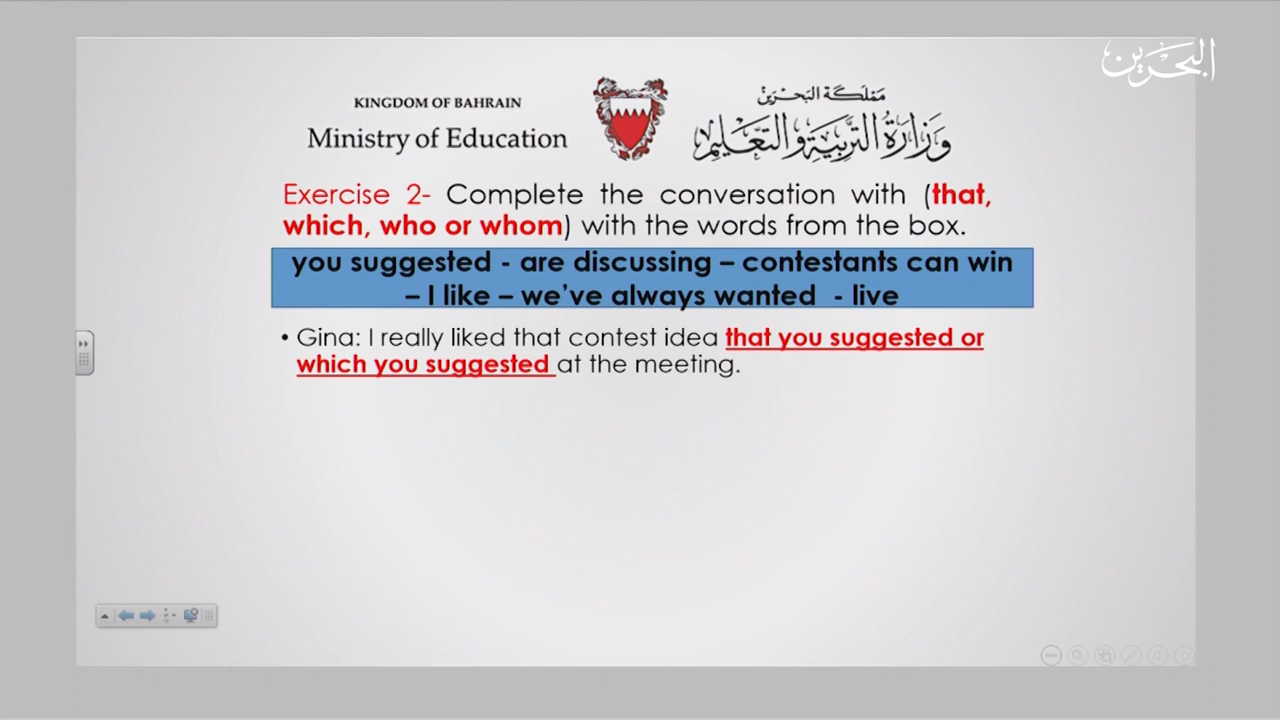 البحرين
KINGDOM OF BAHRAIN
Ministry of Education
مملكة البحرين
وزارة التربية والتعليم
Exercise 2- Complete the conversation with (that,
which, who or whom) with the words from the box.
you suggested - are discussing – contestants can win
– I like – we’ve always wanted - live
• Gina: I really liked that contest idea that you suggested or
which you suggested at the meeting.